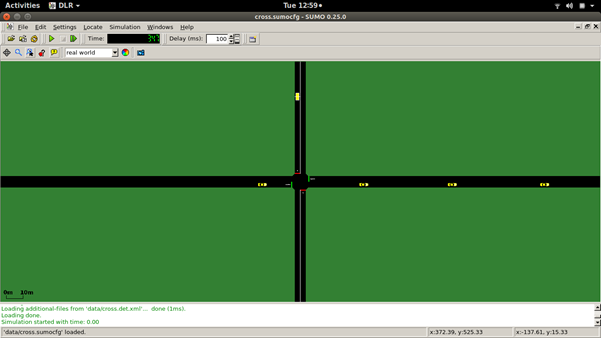 Activities DLR Tue 12:59
cross.sumocfg - SUMO 0.25.0
File Edit Settings Locate Simulation Windows Help
Time: Delay (ms): 100
real world
0m 10m
Loading additional-files from 'data/cross.det.xml'... done (1ms).
Loading done.
Simulation started with time: 0.00
'data/cross.sumocfg' loaded. x:372.39, y:525.33 x:-137.61, y:15.33